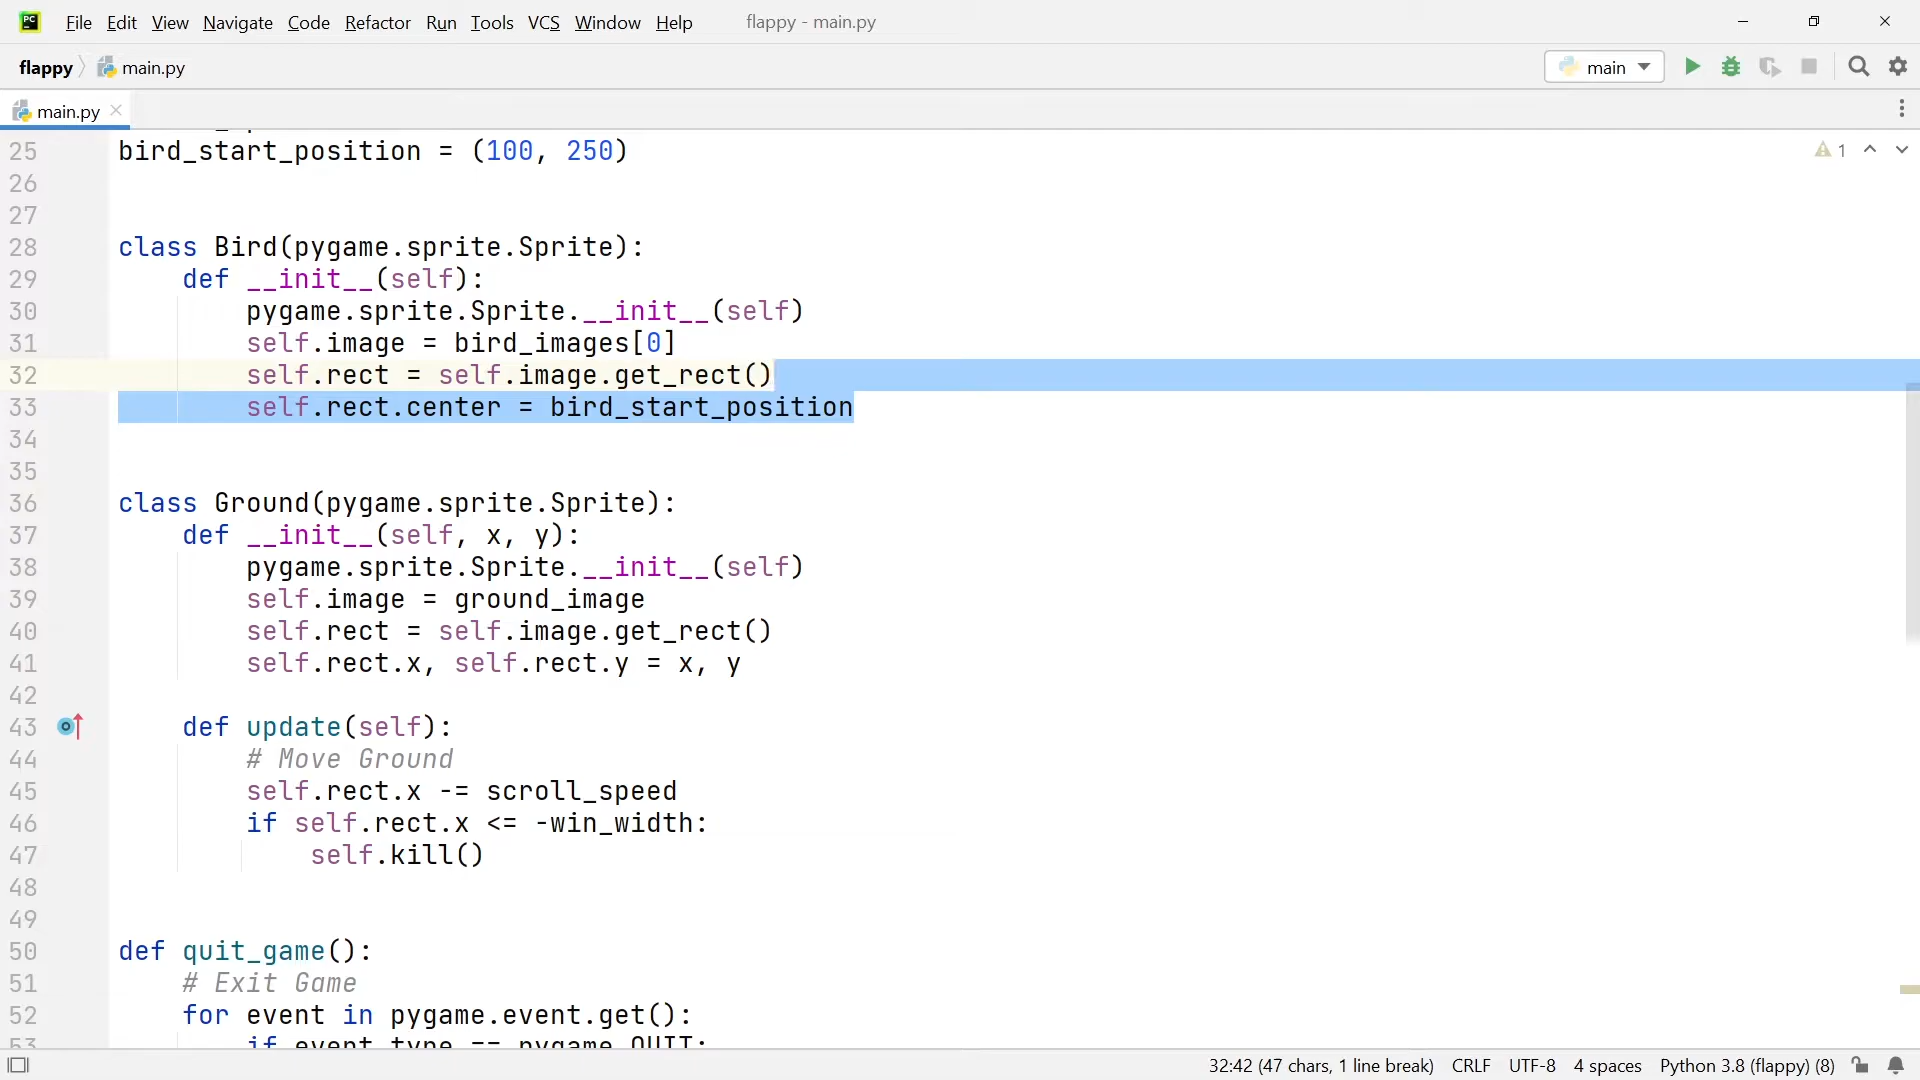 PC File Edit View Navigate Code Refactor Run Tools VCS Window Help flappy - main.py
flappy main.py main
main.py
25 bird_start_position = (100, 250) 1
26
27
28 class Bird(pygame.sprite.Sprite):
29     def __init__(self):
30         pygame.sprite.Sprite.__init__(self)
31         self.image = bird_images[0]
32         self.rect = self.image.get_rect()
33         self.rect.center = bird_start_position
34
35
36 class Ground(pygame.sprite.Sprite):
37     def __init__(self, x, y):
38         pygame.sprite.Sprite.__init__(self)
39         self.image = ground_image
40         self.rect = self.image.get_rect()
41         self.rect.x, self.rect.y = x, y
42
43     def update(self):
44         # Move Ground
45         self.rect.x -= scroll_speed
46         if self.rect.x <= -win_width:
47             self.kill()
48
49
50 def quit_game():
51     # Exit Game
52     for event in pygame.event.get():
53         if event.type == pygame.QUIT:
32:42 (47 chars, 1 line break) CRLF UTF-8 4 spaces Python 3.8 (flappy) (8)